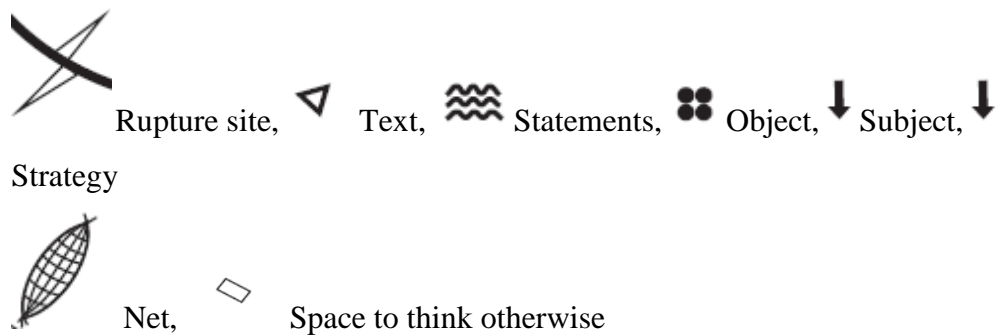 Rupture site, Text, Statements, Object, Subject,
Strategy
Net, Space to think otherwise